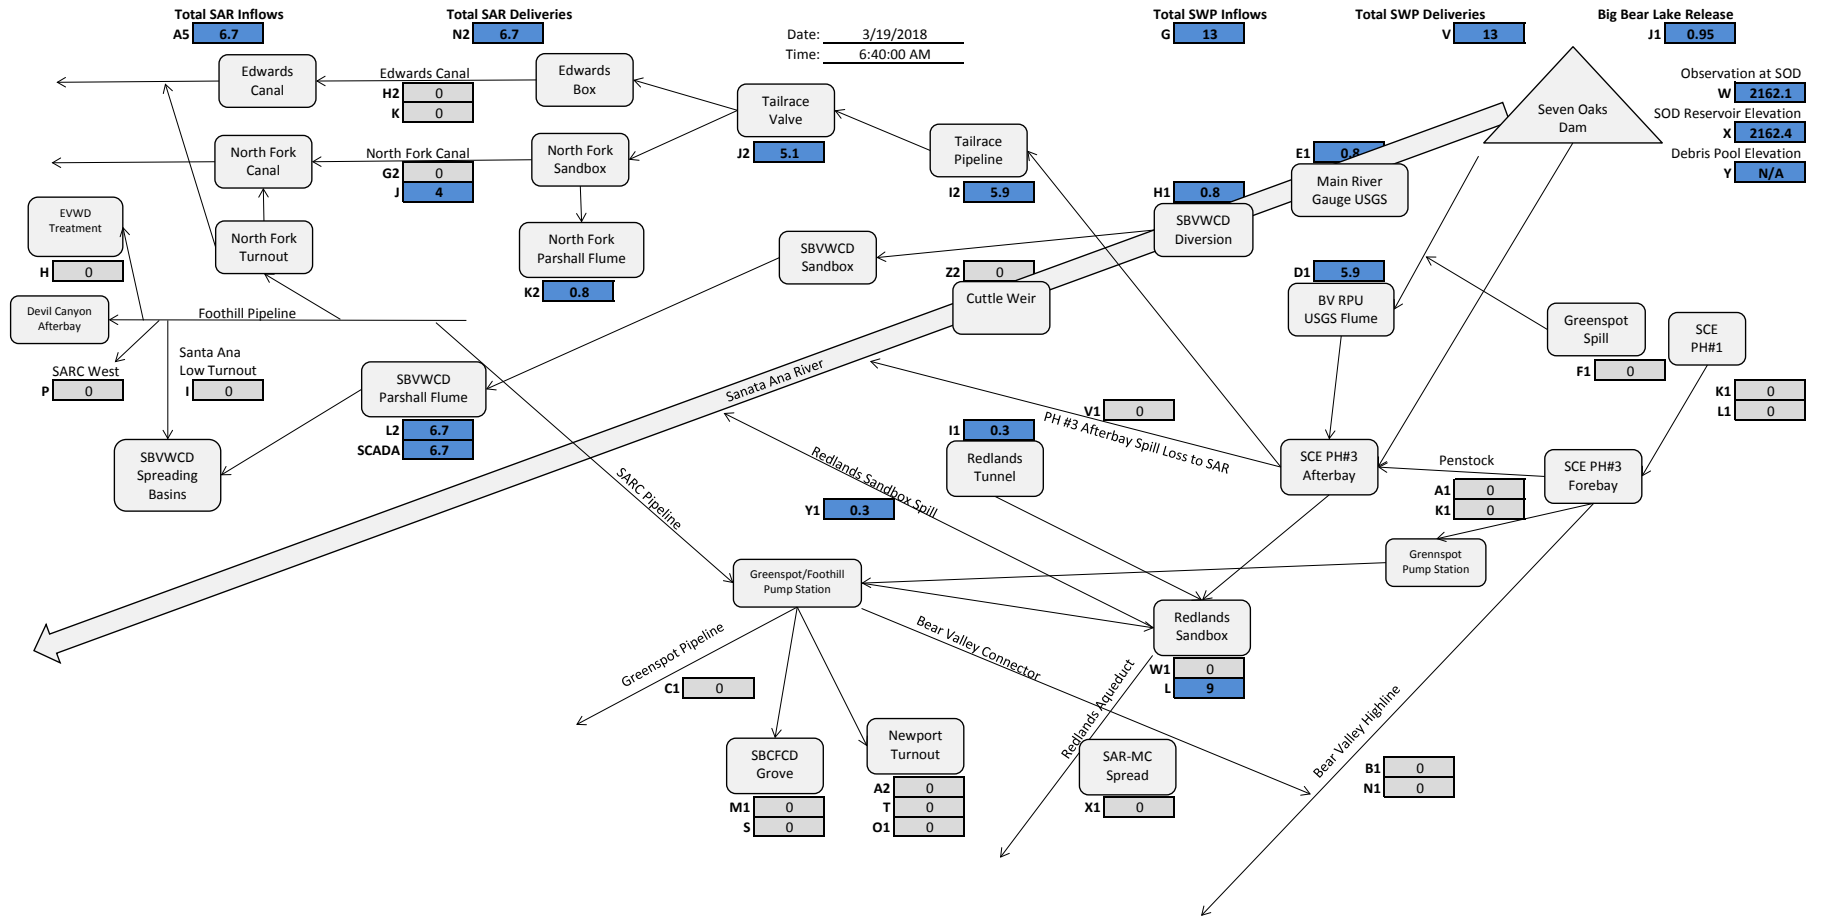 Total SAR Inflows
A5 6.7
Total SAR Deliveries
N2 6.7
Date: 3/19/2018
Time: 6:40:00 AM
Total SWP Inflows
G 13
Total SWP Deliveries
V 13
Big Bear Lake Release
J1 0.95
Observation at SOD
W 2162.1
SOD Reservoir Elevation
X 2162.4
Debris Pool Elevation
Y N/A
Edwards
Canal
Edwards Canal
H2 0
K 0
Edwards
Box
Tailrace
Valve
J2 5.1
Tailrace
Pipeline
I2 5.9
Seven Oaks
Dam
E1 0.8
Main River
Gauge USGS
H1 0.8
SBVWCD
Diversion
North Fork
Canal
North Fork Canal
G2 0
J 4
North Fork
Sandbox
EVWD
Treatment
H 0
North Fork
Turnout
North Fork
Parshall Flume
K2 0.8
SBVWCD
Sandbox
Z2 0
Cuttle Weir
D1 5.9
BV RPU
USGS Flume
Greenspot
Spill
F1 0
SCE
PH#1
K1 0
L1 0
Devil Canyon
Afterbay
Foothill Pipeline
SARC West
P 0
Santa Ana
Low Turnout
I 0
SBVWCD
Parshall Flume
L2 6.7
SCADA 6.7
Sanata Ana River
SBVWCD
Spreading
Basins
SARC Pipeline
V1 0
PH #3 Afterbay Spill Loss to SAR
I1 0.3
Redlands
Tunnel
Redlands Sandbox Spill
Y1 0.3
SCE PH#3
Afterbay
Penstock
A1 0
K1 0
SCE PH#3
Forebay
Grennspot
Pump Station
Greenspot/Foothill
Pump Station
Redlands
Sandbox
W1 0
L 9
Greenspot Pipeline
C1 0
Bear Valley Connector
Redlands Aqueduct
Bear Valley Highline
SBCFCD
Grove
M1 0
S 0
Newport
Turnout
A2 0
T 0
O1 0
SAR-MC
Spread
X1 0
B1 0
N1 0